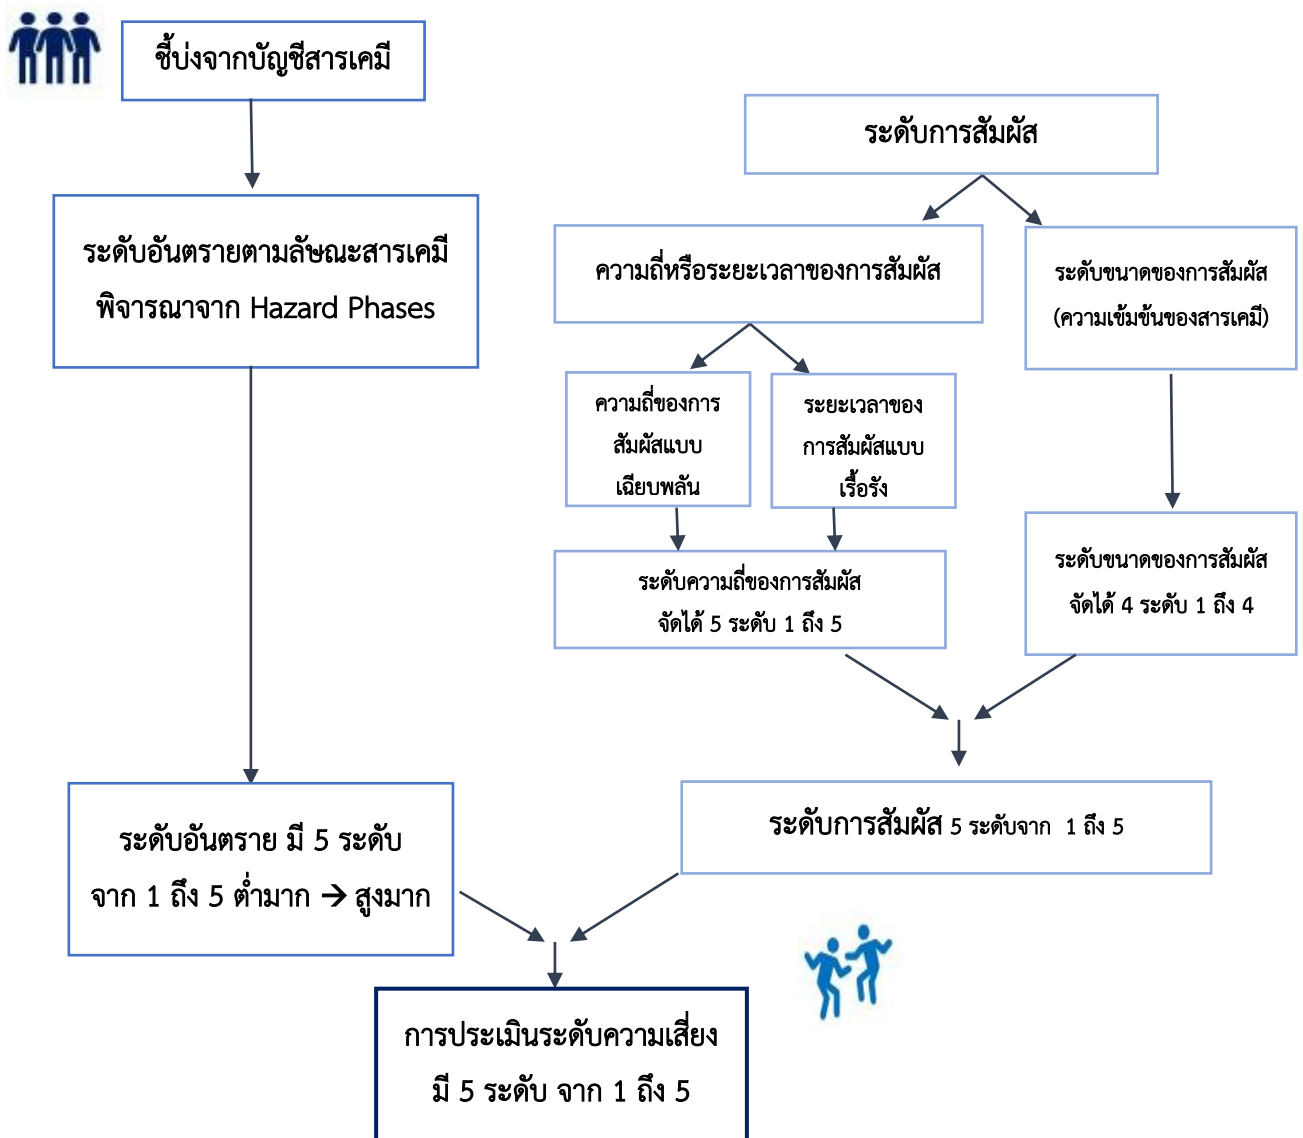 ชี้บ่งจากบัญชีสารเคมี
ระดับอันตรายตามลัษณะสารเคมี
พิจารณาจาก Hazard Phases
ระดับการสัมผัส
ความถี่หรือระยะเวลาของการสัมผัส
ระดับขนาดของการสัมผัส
(ความเข้มข้นของสารเคมี)
ความถี่ของการ
สัมผัสแบบ
เฉียบพลัน
ระยะเวลาของ
การสัมผัสแบบ
เรื้อรัง
ระดับความถี่ของการสัมผัส
จัดได้ 5 ระดับ 1 ถึง 5
ระดับขนาดของการสัมผัส
จัดได้ 4 ระดับ 1 ถึง 4
ระดับอันตราย มี 5 ระดับ
จาก 1 ถึง 5 ต่ำมาก → สูงมาก
ระดับการสัมผัส 5 ระดับจาก 1 ถึง 5
การประเมินระดับความเสี่ยง
มี 5 ระดับ จาก 1 ถึง 5